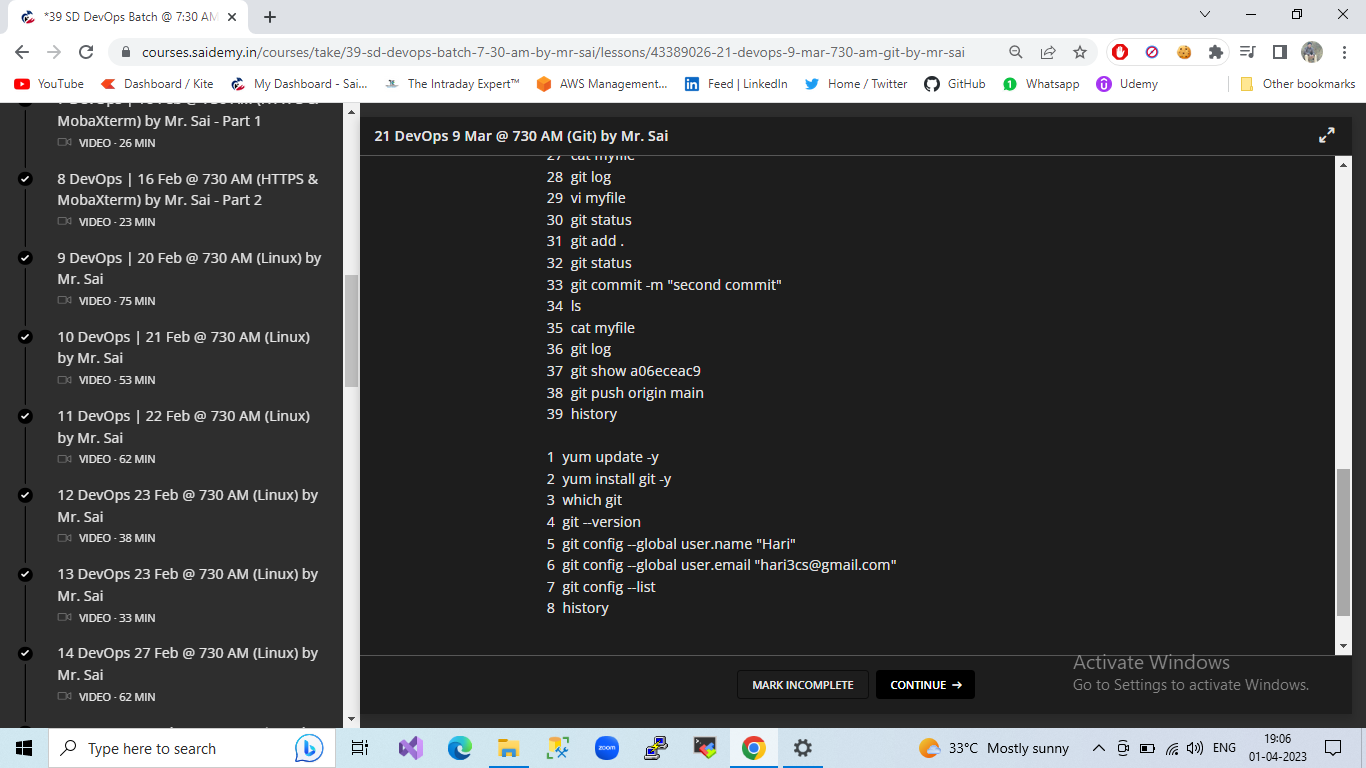 *39 SD DevOps Batch @ 7:30 AM
courses.saidemy.in/courses/take/39-sd-devops-batch-7-30-am-by-mr-sai/lessons/43389026-21-devops-9-mar-730-am-git-by-mr-sai
YouTube
Dashboard / Kite
My Dashboard - Sai...
The Intraday Expert™
AWS Management...
Feed | LinkedIn
Home / Twitter
GitHub
Whatsapp
Udemy
Other bookmarks
MobaXterm) by Mr. Sai - Part 1
VIDEO · 26 MIN
8 DevOps | 16 Feb @ 730 AM (HTTPS &
MobaXterm) by Mr. Sai - Part 2
VIDEO · 23 MIN
9 DevOps | 20 Feb @ 730 AM (Linux) by
Mr. Sai
VIDEO · 75 MIN
10 DevOps | 21 Feb @ 730 AM (Linux)
by Mr. Sai
VIDEO · 53 MIN
11 DevOps | 22 Feb @ 730 AM (Linux)
by Mr. Sai
VIDEO · 62 MIN
12 DevOps 23 Feb @ 730 AM (Linux) by
Mr. Sai
VIDEO · 38 MIN
13 DevOps 23 Feb @ 730 AM (Linux) by
Mr. Sai
VIDEO · 33 MIN
14 DevOps 27 Feb @ 730 AM (Linux) by
Mr. Sai
VIDEO · 62 MIN
21 DevOps 9 Mar @ 730 AM (Git) by Mr. Sai
27 cat myfile
28 git log
29 vi myfile
30 git status
31 git add .
32 git status
33 git commit -m "second commit"
34 ls
35 cat myfile
36 git log
37 git show a06eceac9
38 git push origin main
39 history
1 yum update -y
2 yum install git -y
3 which git
4 git --version
5 git config --global user.name "Hari"
6 git config --global user.email "hari3cs@gmail.com"
7 git config --list
8 history
MARK INCOMPLETE
CONTINUE →
Activate Windows
Go to Settings to activate Windows.
Type here to search
zoom
33°C Mostly sunny
ENG
19:06
01-04-2023